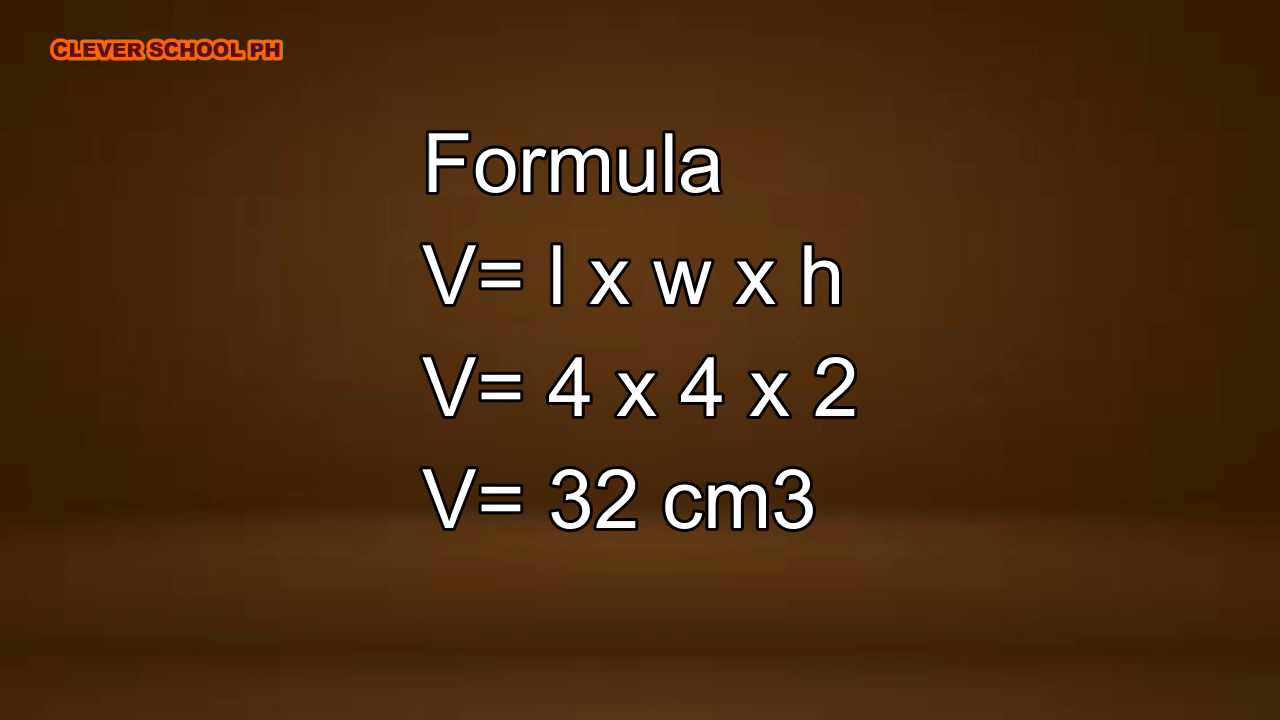 CLEVER SCHOOL PH
Formula
V= l x w x h
V= 4 x 4 x 2
V= 32 cm3